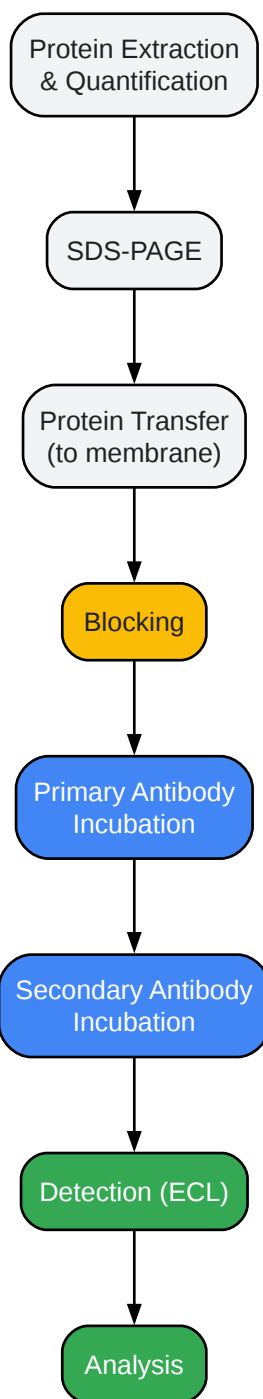 Protein Extraction
& Quantification
SDS-PAGE
Protein Transfer
(to membrane)
Blocking
Primary Antibody
Incubation
Secondary Antibody
Incubation
Detection (ECL)
Analysis